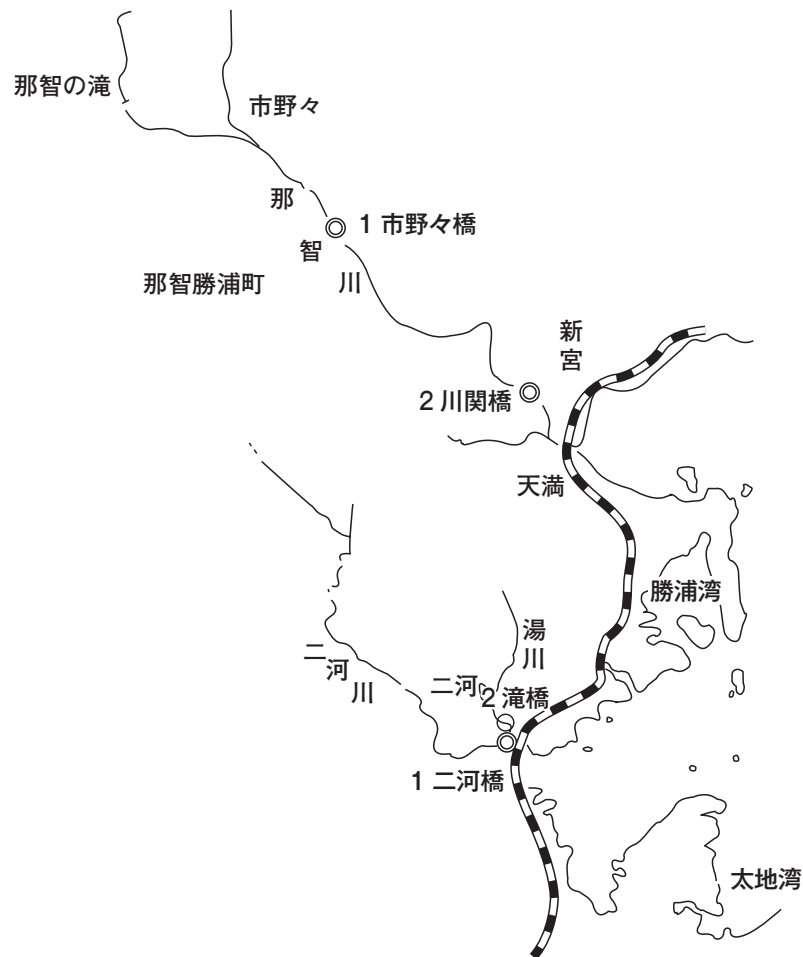 那智の滝
市野々
那智川
1 市野々橋
那智勝浦町
新宮
2 川関橋
天満
勝浦湾
湯川
二河川
二河
2 滝橋
1 二河橋
太地湾